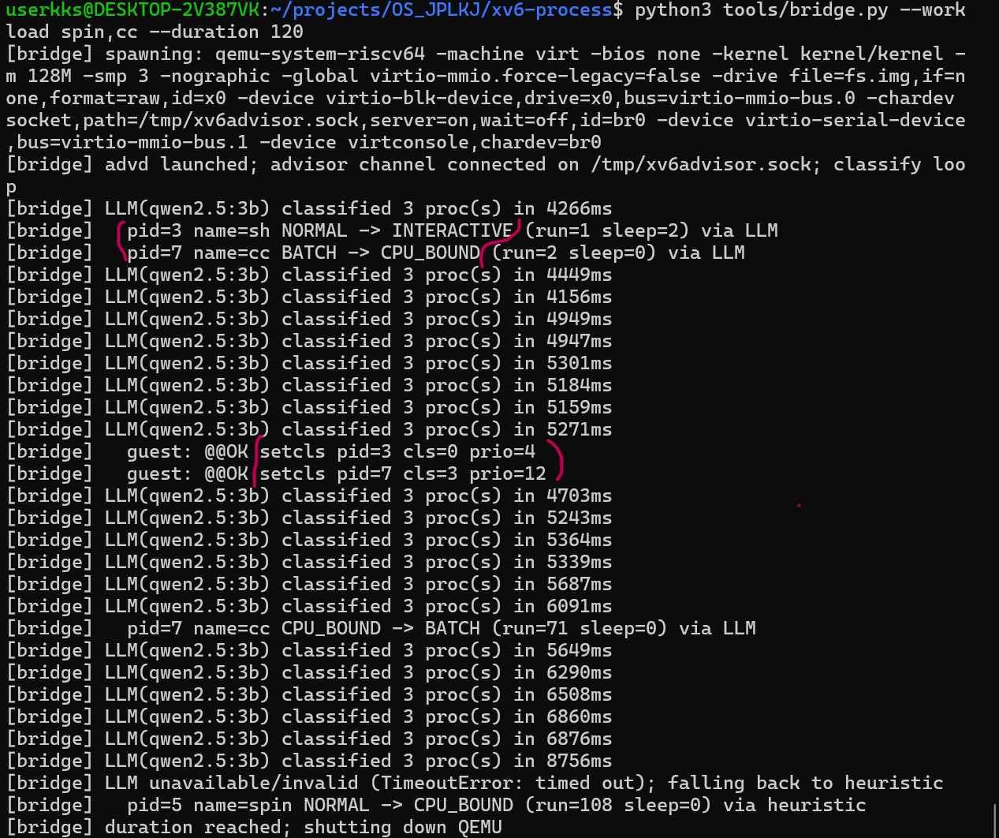 userkks@DESKTOP-2V387VK:~/projects/OS_JPLKJ/xv6-process$ python3 tools/bridge.py --work
load spin,cc --duration 120
[bridge] spawning: qemu-system-riscv64 -machine virt -bios none -kernel kernel/kernel -
m 128M -smp 3 -nographic -global virtio-mmio.force-legacy=false -drive file=fs.img,if=n
one,format=raw,id=x0 -device virtio-blk-device,drive=x0,bus=virtio-mmio-bus.0 -chardev
socket,path=/tmp/xv6advisor.sock,server=on,wait=off,id=br0 -device virtio-serial-device
,bus=virtio-mmio-bus.1 -device virtconsole,chardev=br0
[bridge] advd launched; advisor channel connected on /tmp/xv6advisor.sock; classify loo
p
[bridge] LLM(qwen2.5:3b) classified 3 proc(s) in 4266ms
[bridge]   pid=3 name=sh NORMAL -> INTERACTIVE (run=1 sleep=2) via LLM
[bridge]   pid=7 name=cc BATCH -> CPU_BOUND (run=2 sleep=0) via LLM
[bridge] LLM(qwen2.5:3b) classified 3 proc(s) in 4449ms
[bridge] LLM(qwen2.5:3b) classified 3 proc(s) in 4156ms
[bridge] LLM(qwen2.5:3b) classified 3 proc(s) in 4949ms
[bridge] LLM(qwen2.5:3b) classified 3 proc(s) in 4947ms
[bridge] LLM(qwen2.5:3b) classified 3 proc(s) in 5301ms
[bridge] LLM(qwen2.5:3b) classified 3 proc(s) in 5184ms
[bridge] LLM(qwen2.5:3b) classified 3 proc(s) in 5159ms
[bridge] LLM(qwen2.5:3b) classified 3 proc(s) in 5271ms
[bridge]   guest: @@OK setcls pid=3 cls=0 prio=4
[bridge]   guest: @@OK setcls pid=7 cls=3 prio=12
[bridge] LLM(qwen2.5:3b) classified 3 proc(s) in 4703ms
[bridge] LLM(qwen2.5:3b) classified 3 proc(s) in 5243ms
[bridge] LLM(qwen2.5:3b) classified 3 proc(s) in 5364ms
[bridge] LLM(qwen2.5:3b) classified 3 proc(s) in 5339ms
[bridge] LLM(qwen2.5:3b) classified 3 proc(s) in 5687ms
[bridge] LLM(qwen2.5:3b) classified 3 proc(s) in 6091ms
[bridge]   pid=7 name=cc CPU_BOUND -> BATCH (run=71 sleep=0) via LLM
[bridge] LLM(qwen2.5:3b) classified 3 proc(s) in 5649ms
[bridge] LLM(qwen2.5:3b) classified 3 proc(s) in 6290ms
[bridge] LLM(qwen2.5:3b) classified 3 proc(s) in 6508ms
[bridge] LLM(qwen2.5:3b) classified 3 proc(s) in 6860ms
[bridge] LLM(qwen2.5:3b) classified 3 proc(s) in 6876ms
[bridge] LLM(qwen2.5:3b) classified 3 proc(s) in 8756ms
[bridge] LLM unavailable/invalid (TimeoutError: timed out); falling back to heuristic
[bridge]   pid=5 name=spin NORMAL -> CPU_BOUND (run=108 sleep=0) via heuristic
[bridge] duration reached; shutting down QEMU